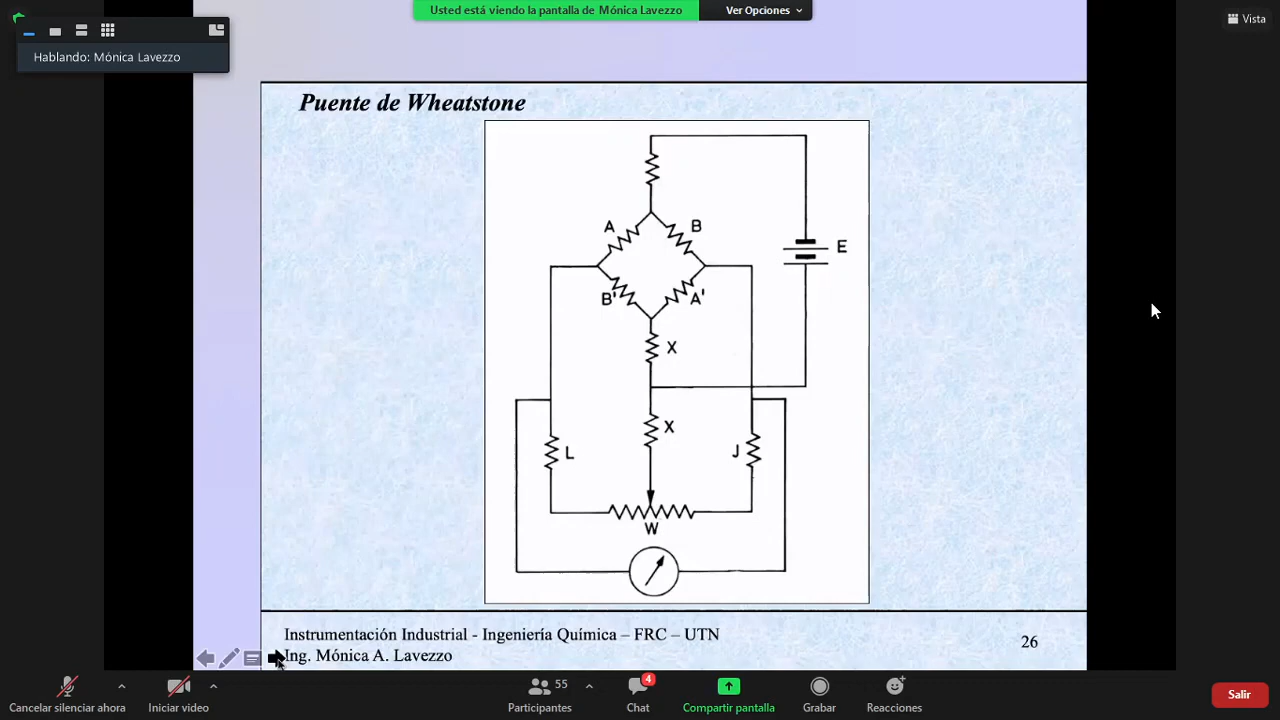 Usted está viendo la pantalla de Mónica Lavezzo
Ver Opciones
Vista
Hablando: Mónica Lavezzo
Puente de Wheatstone
A
B
E
B'
A'
X
X
L
J
W
Instrumentación Industrial - Ingeniería Química – FRC – UTN
Ing. Mónica A. Lavezzo
26
Cancelar silenciar ahora
Iniciar video
55
Participantes
4
Chat
Compartir pantalla
Grabar
Reacciones
Salir